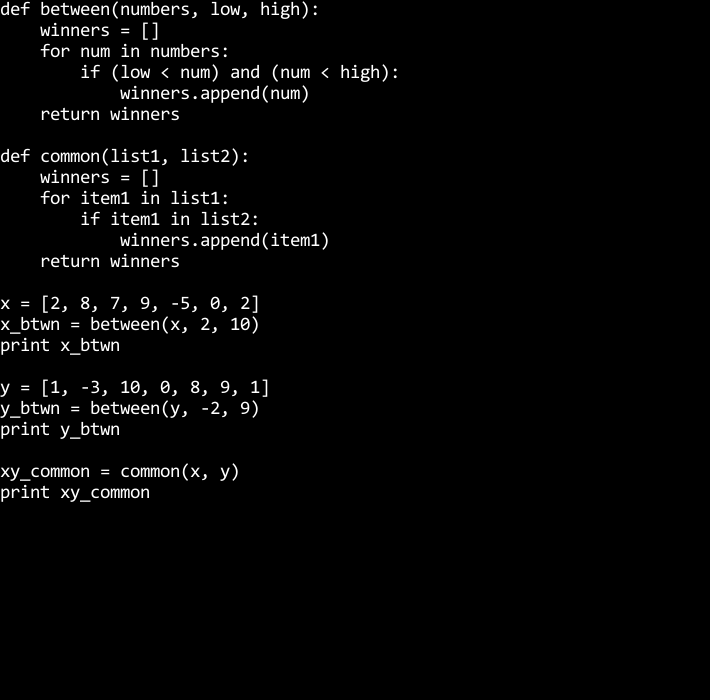 def between(numbers, low, high):
    winners = []
    for num in numbers:
        if (low < num) and (num < high):
            winners.append(num)
    return winners

def common(list1, list2):
    winners = []
    for item1 in list1:
        if item1 in list2:
            winners.append(item1)
    return winners

x = [2, 8, 7, 9, -5, 0, 2]
x_btwn = between(x, 2, 10)
print x_btwn

y = [1, -3, 10, 0, 8, 9, 1]
y_btwn = between(y, -2, 9)
print y_btwn

xy_common = common(x, y)
print xy_common